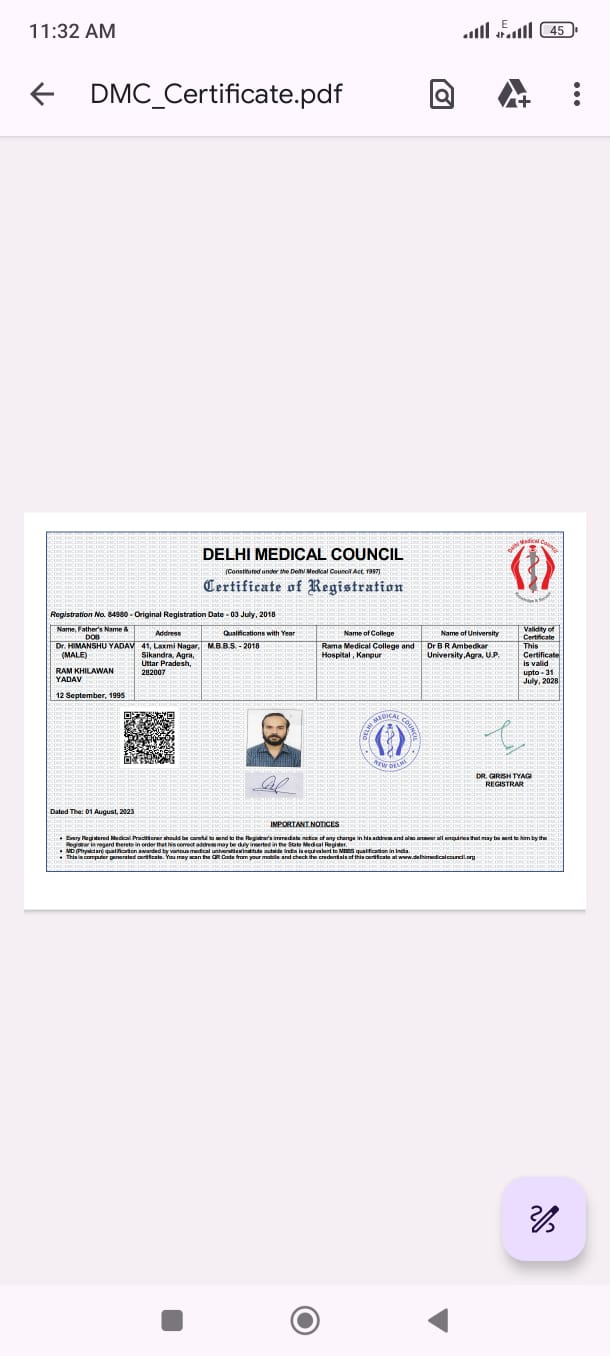 11:32 AM
E
45
DMC_Certificate.pdf
DELHI MEDICAL COUNCIL
(Constituted under the Delhi Medical Council Act, 1997)
Certificate of Registration
Delhi Medical Council
Registration No. 84980 - Original Registration Date - 03 July, 2018
Name, Father's Name & DOB
Address
Qualifications with Year
Name of College
Name of University
Validity of Certificate
Dr. HIMANSHU YADAV
(MALE)
RAM KHILAWAN
YADAV
12 September, 1995
41, Laxmi Nagar,
Sikandra, Agra,
Uttar Pradesh,
282007
M.B.B.S. - 2018
Rama Medical College and
Hospital , Kanpur
Dr B R Ambedkar
University,Agra, U.P.
This
Certificate
is valid
upto - 31
July, 2028
DELHI MEDICAL COUNCIL
NEW DELHI
DR. GIRISH TYAGI
REGISTRAR
Dated The: 01 August, 2023
IMPORTANT NOTICES
Every Registered Medical Practitioner should be careful to send to the Registrar's immediate notice of any change in his address and also answer all enquiries that may be sent to him by the
Registrar in regard thereto in order that his correct address may be duly inserted in the State Medical Register.
MD (Physician) qualification awarded by various medical universities/institute outside India is equivalent to MBBS qualification in India.
This is computer generated certificate. You may scan the QR Code from your mobile and check the credentials of this certificate at www.delhimedicalcouncil.org